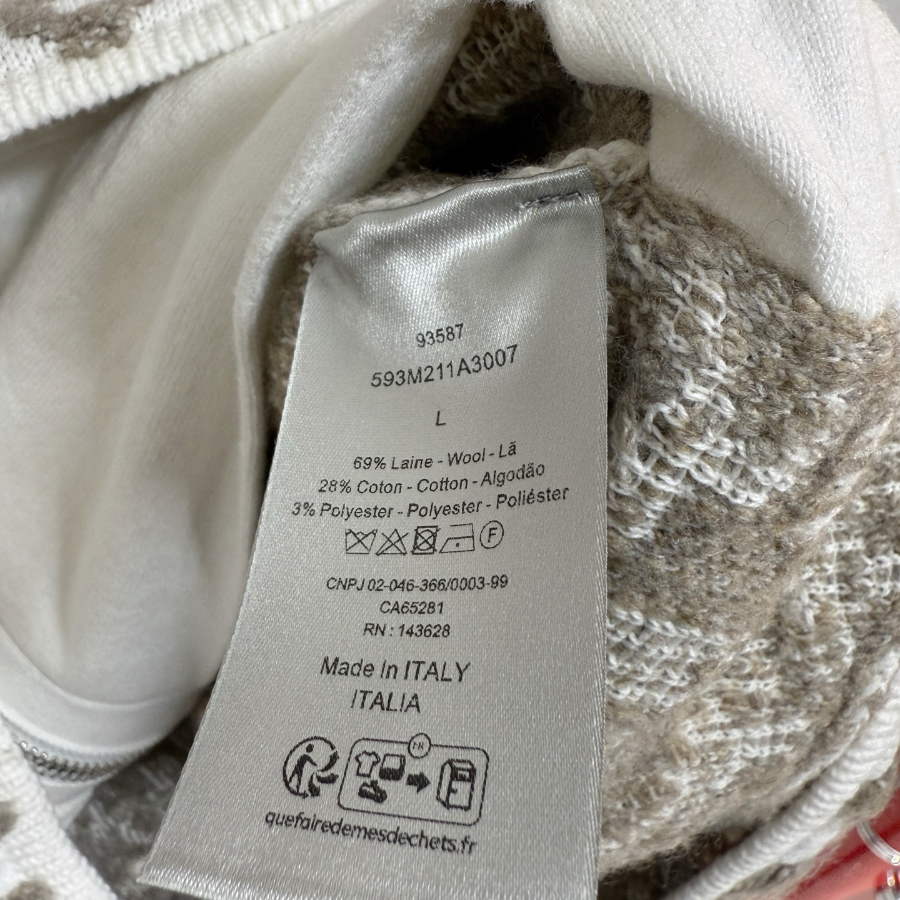 93587
593M211A3007
L
69% Laine - Wool - Lã
28% Coton - Cotton - Algodão
3% Polyester - Polyester - Poliéster
F
CNPJ 02-046-366/0003-99
CA65281
RN : 143628
Made In ITALY
ITALIA
FR
quefairedemesdechets.fr